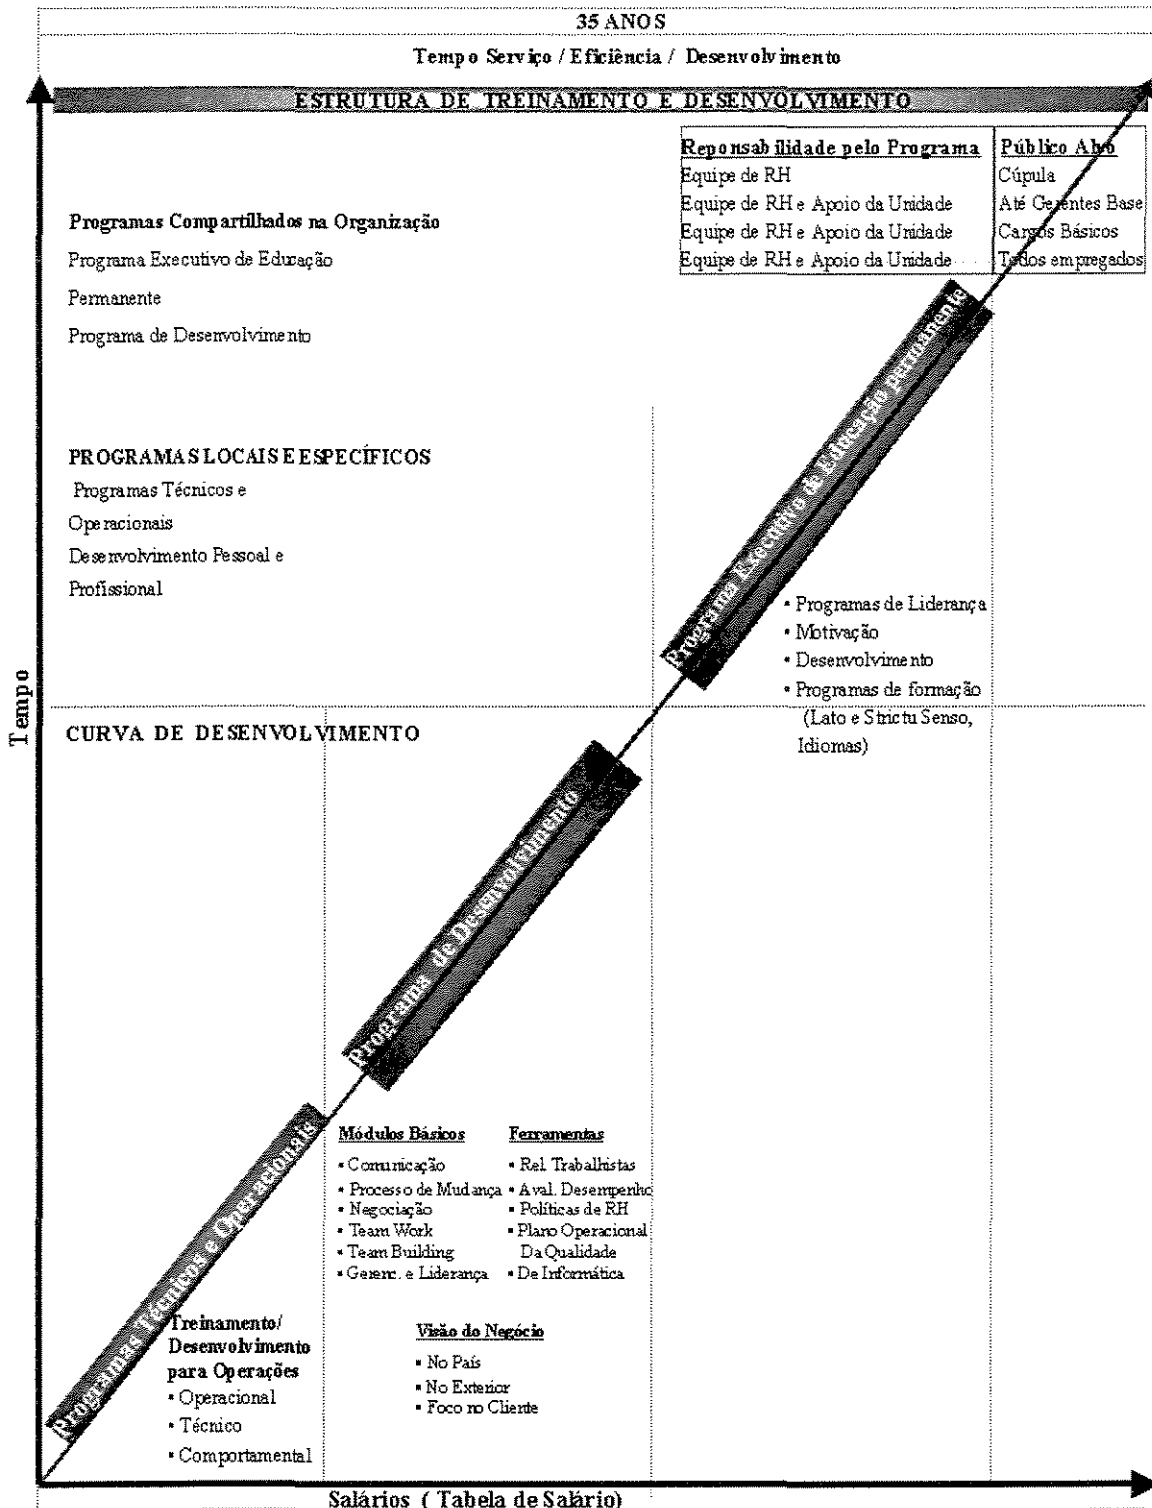 35 ANOS
Tempo Serviço / Eficiência / Desenvolvimento
ESTRUTURA DE TREINAMENTO E DESENVOLVIMENTO
Reponsabilidade pelo Programa
Público Alvo
Equipe de RH
Cúpula
Equipe de RH e Apoio da Unidade
Até Gerentes Base
Equipe de RH e Apoio da Unidade
Cargos Básicos
Equipe de RH e Apoio da Unidade
Todos empregados
Programas Compartilhados na Organização
Programa Executivo de Educação
Permanente
Programa de Desenvolvimento
PROGRAMAS LOCAIS E ESPECÍFICOS
Programas Técnicos e
Operacionais
Desenvolvimento Pessoal e
Profissional
Programa Executivo de Educação permanente
▪ Programas de Liderança
▪ Motivação
▪ Desenvolvimento
▪ Programas de formação
(Lato e Strictu Senso,
Idiomas)
Tempo
CURVA DE DESENVOLVIMENTO
Programa de Desenvolvimento
Programas Técnicos e Operacionais
Módulos Básicos
▪ Comunicação
▪ Processo de Mudança
▪ Negociação
▪ Team Work
▪ Team Building
▪ Gerenc. e Liderança
Ferramentas
▪ Rel. Trabalhistas
▪ Aval. Desempenho
▪ Políticas de RH
▪ Plano Operacional
Da Qualidade
▪ De Informática
Treinamento/
Desenvolvimento
para Operações
▪ Operacional
▪ Técnico
▪ Comportamental
Visão do Negócio
▪ No País
▪ No Exterior
▪ Foco no Cliente
Salários ( Tabela de Salário)